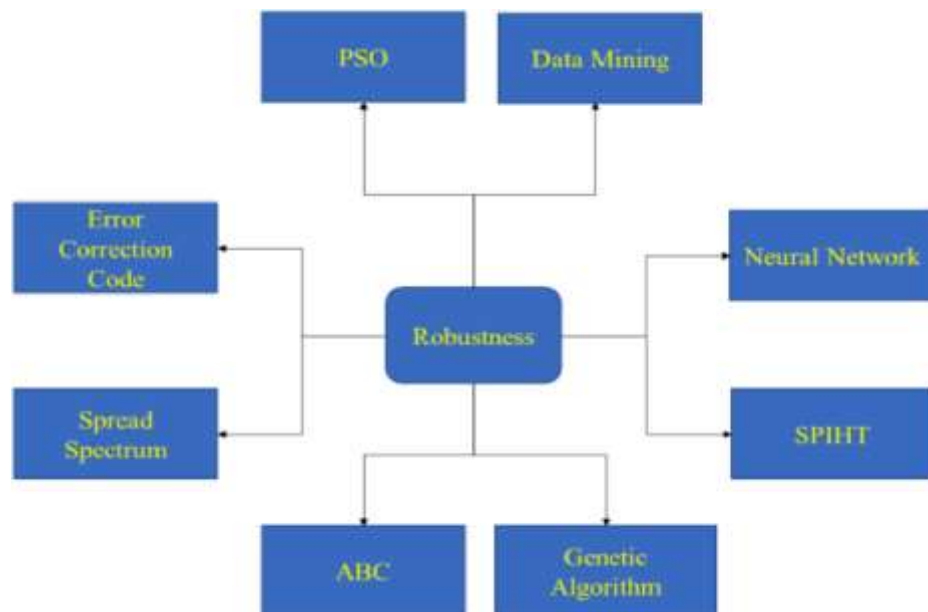 PSO
Data Mining
Error
Correction
Code
Neural Network
Robustness
Spread
Spectrum
SPIHT
ABC
Genetic
Algorithm